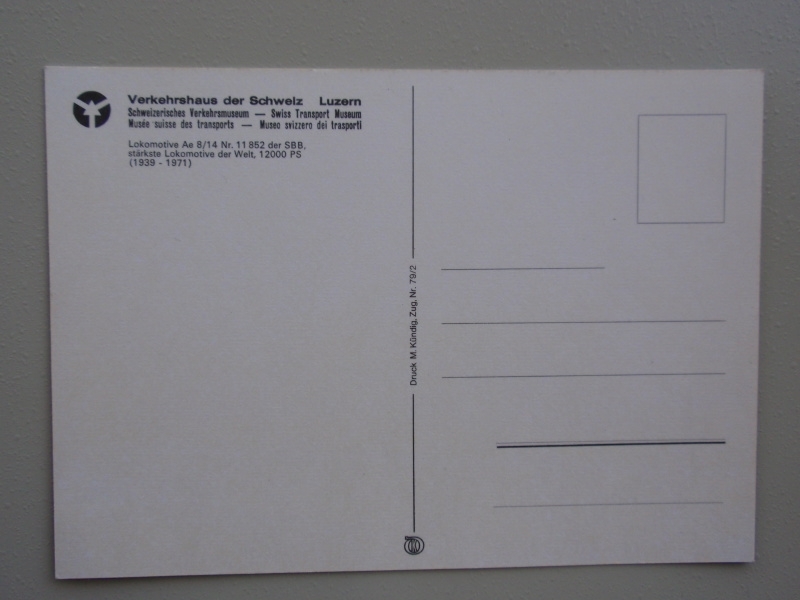 Verkehrshaus der Schweiz Luzern
Schweizerisches Verkehrsmuseum — Swiss Transport Museum
Musée suisse des transports — Museo svizzero dei trasporti
Lokomotive Ae 8/14 Nr. 11 852 der SBB,
stärkste Lokomotive der Welt, 12000 PS
(1939 - 1971)
Druck M. Kündig, Zug, Nr. 79/2